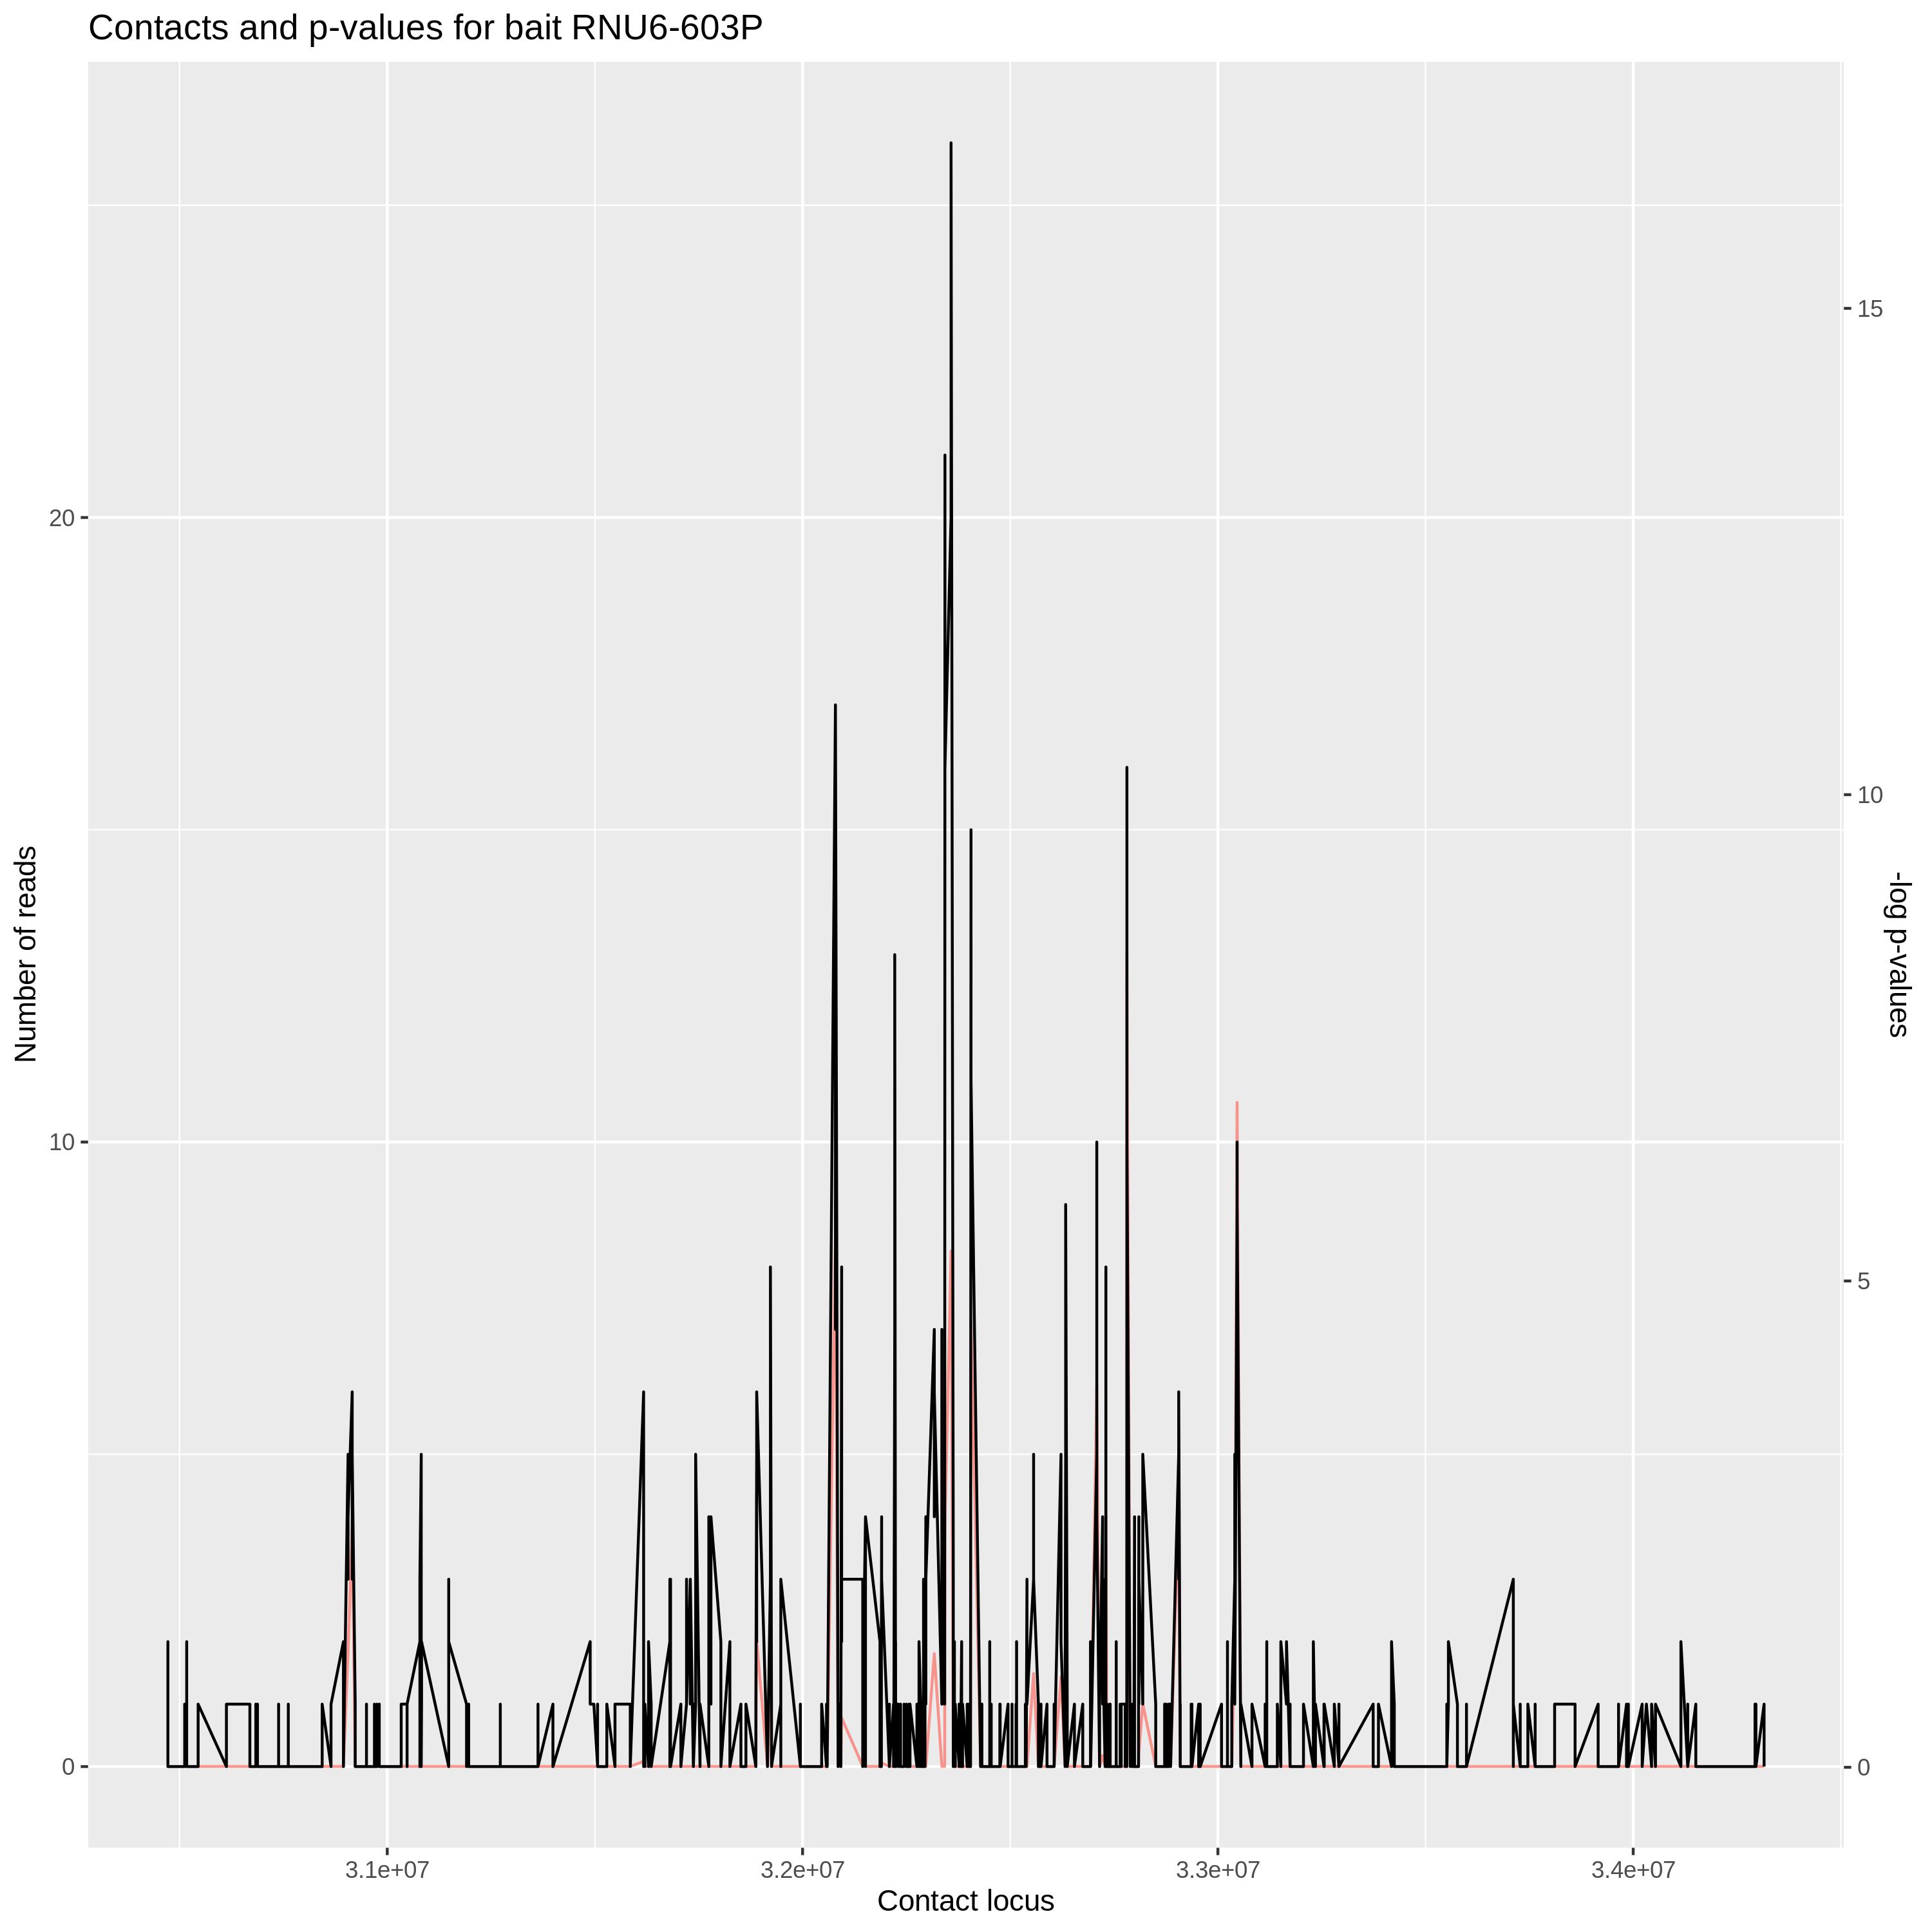 Contacts and p-values for bait RNU6-603P
20
10
0
Number of reads
15
10
5
0
-log p-values
3.1e+07
3.2e+07
3.3e+07
3.4e+07
Contact locus